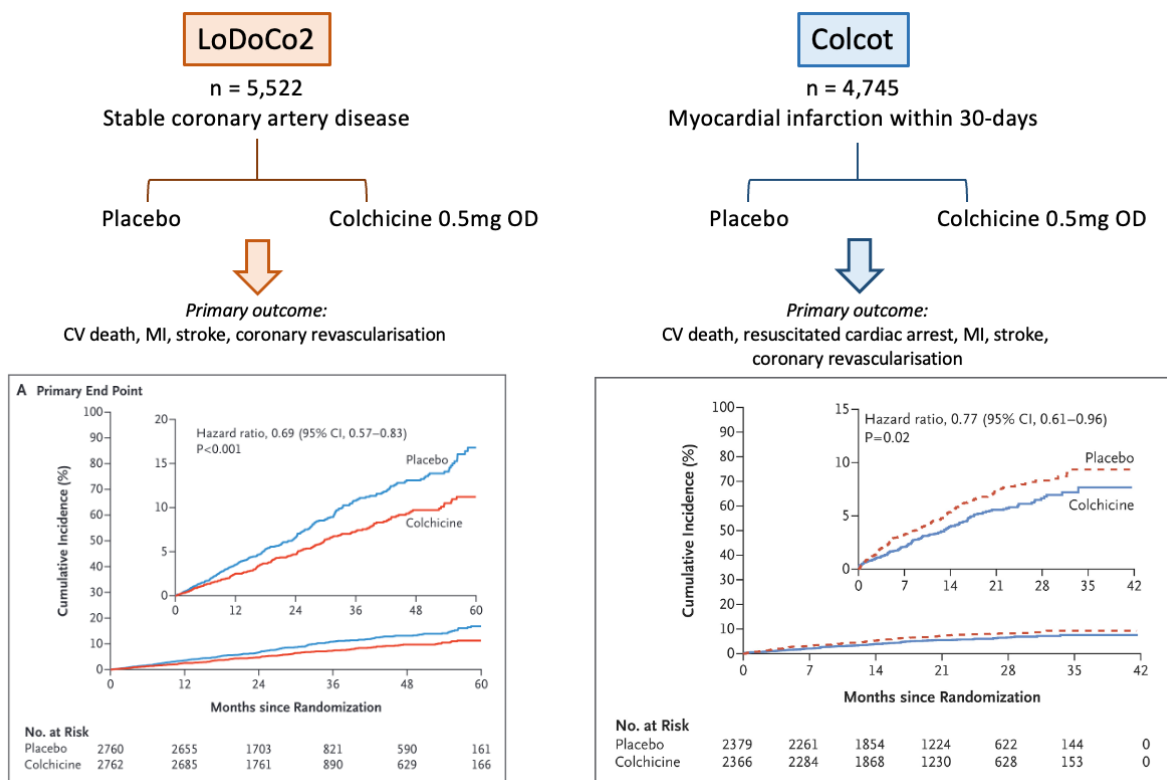 LoDoCo2
n = 5,522
Stable coronary artery disease
Placebo
Colchicine 0.5mg OD
Primary outcome:
CV death, MI, stroke, coronary revascularisation
A Primary End Point
Cumulative Incidence (%)
100
90
80
70
60
50
40
30
20
10
0
0 12 24 36 48 60
20
15
10
5
0
0 12 24 36 48 60
Hazard ratio, 0.69 (95% CI, 0.57–0.83)
P<0.001
Placebo
Colchicine
Months since Randomization
No. at Risk
Placebo 2760 2655 1703 821 590 161
Colchicine 2762 2685 1761 890 629 166
Colcot
n = 4,745
Myocardial infarction within 30-days
Placebo
Colchicine 0.5mg OD
Primary outcome:
CV death, resuscitated cardiac arrest, MI, stroke,
coronary revascularisation
Cumulative Incidence (%)
100
90
80
70
60
50
40
30
20
10
0
0 7 14 21 28 35 42
15
10
5
0
0 7 14 21 28 35 42
Hazard ratio, 0.77 (95% CI, 0.61–0.96)
P=0.02
Placebo
Colchicine
Months since Randomization
No. at Risk
Placebo 2379 2261 1854 1224 622 144 0
Colchicine 2366 2284 1868 1230 628 153 0